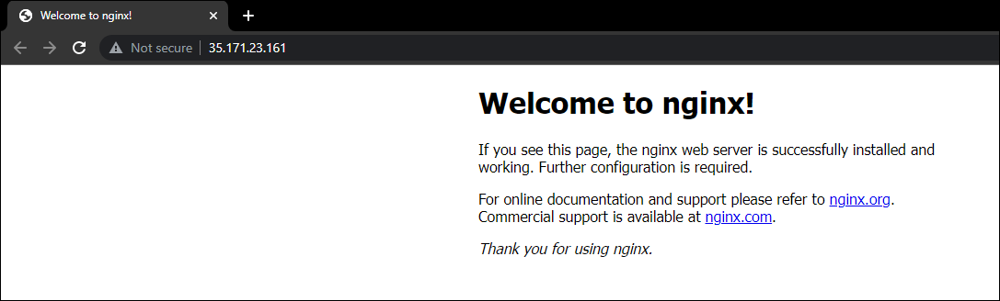 Welcome to nginx!
Not secure
35.171.23.161
Welcome to nginx!
If you see this page, the nginx web server is successfully installed and
working. Further configuration is required.
For online documentation and support please refer to nginx.org.
Commercial support is available at nginx.com.
Thank you for using nginx.